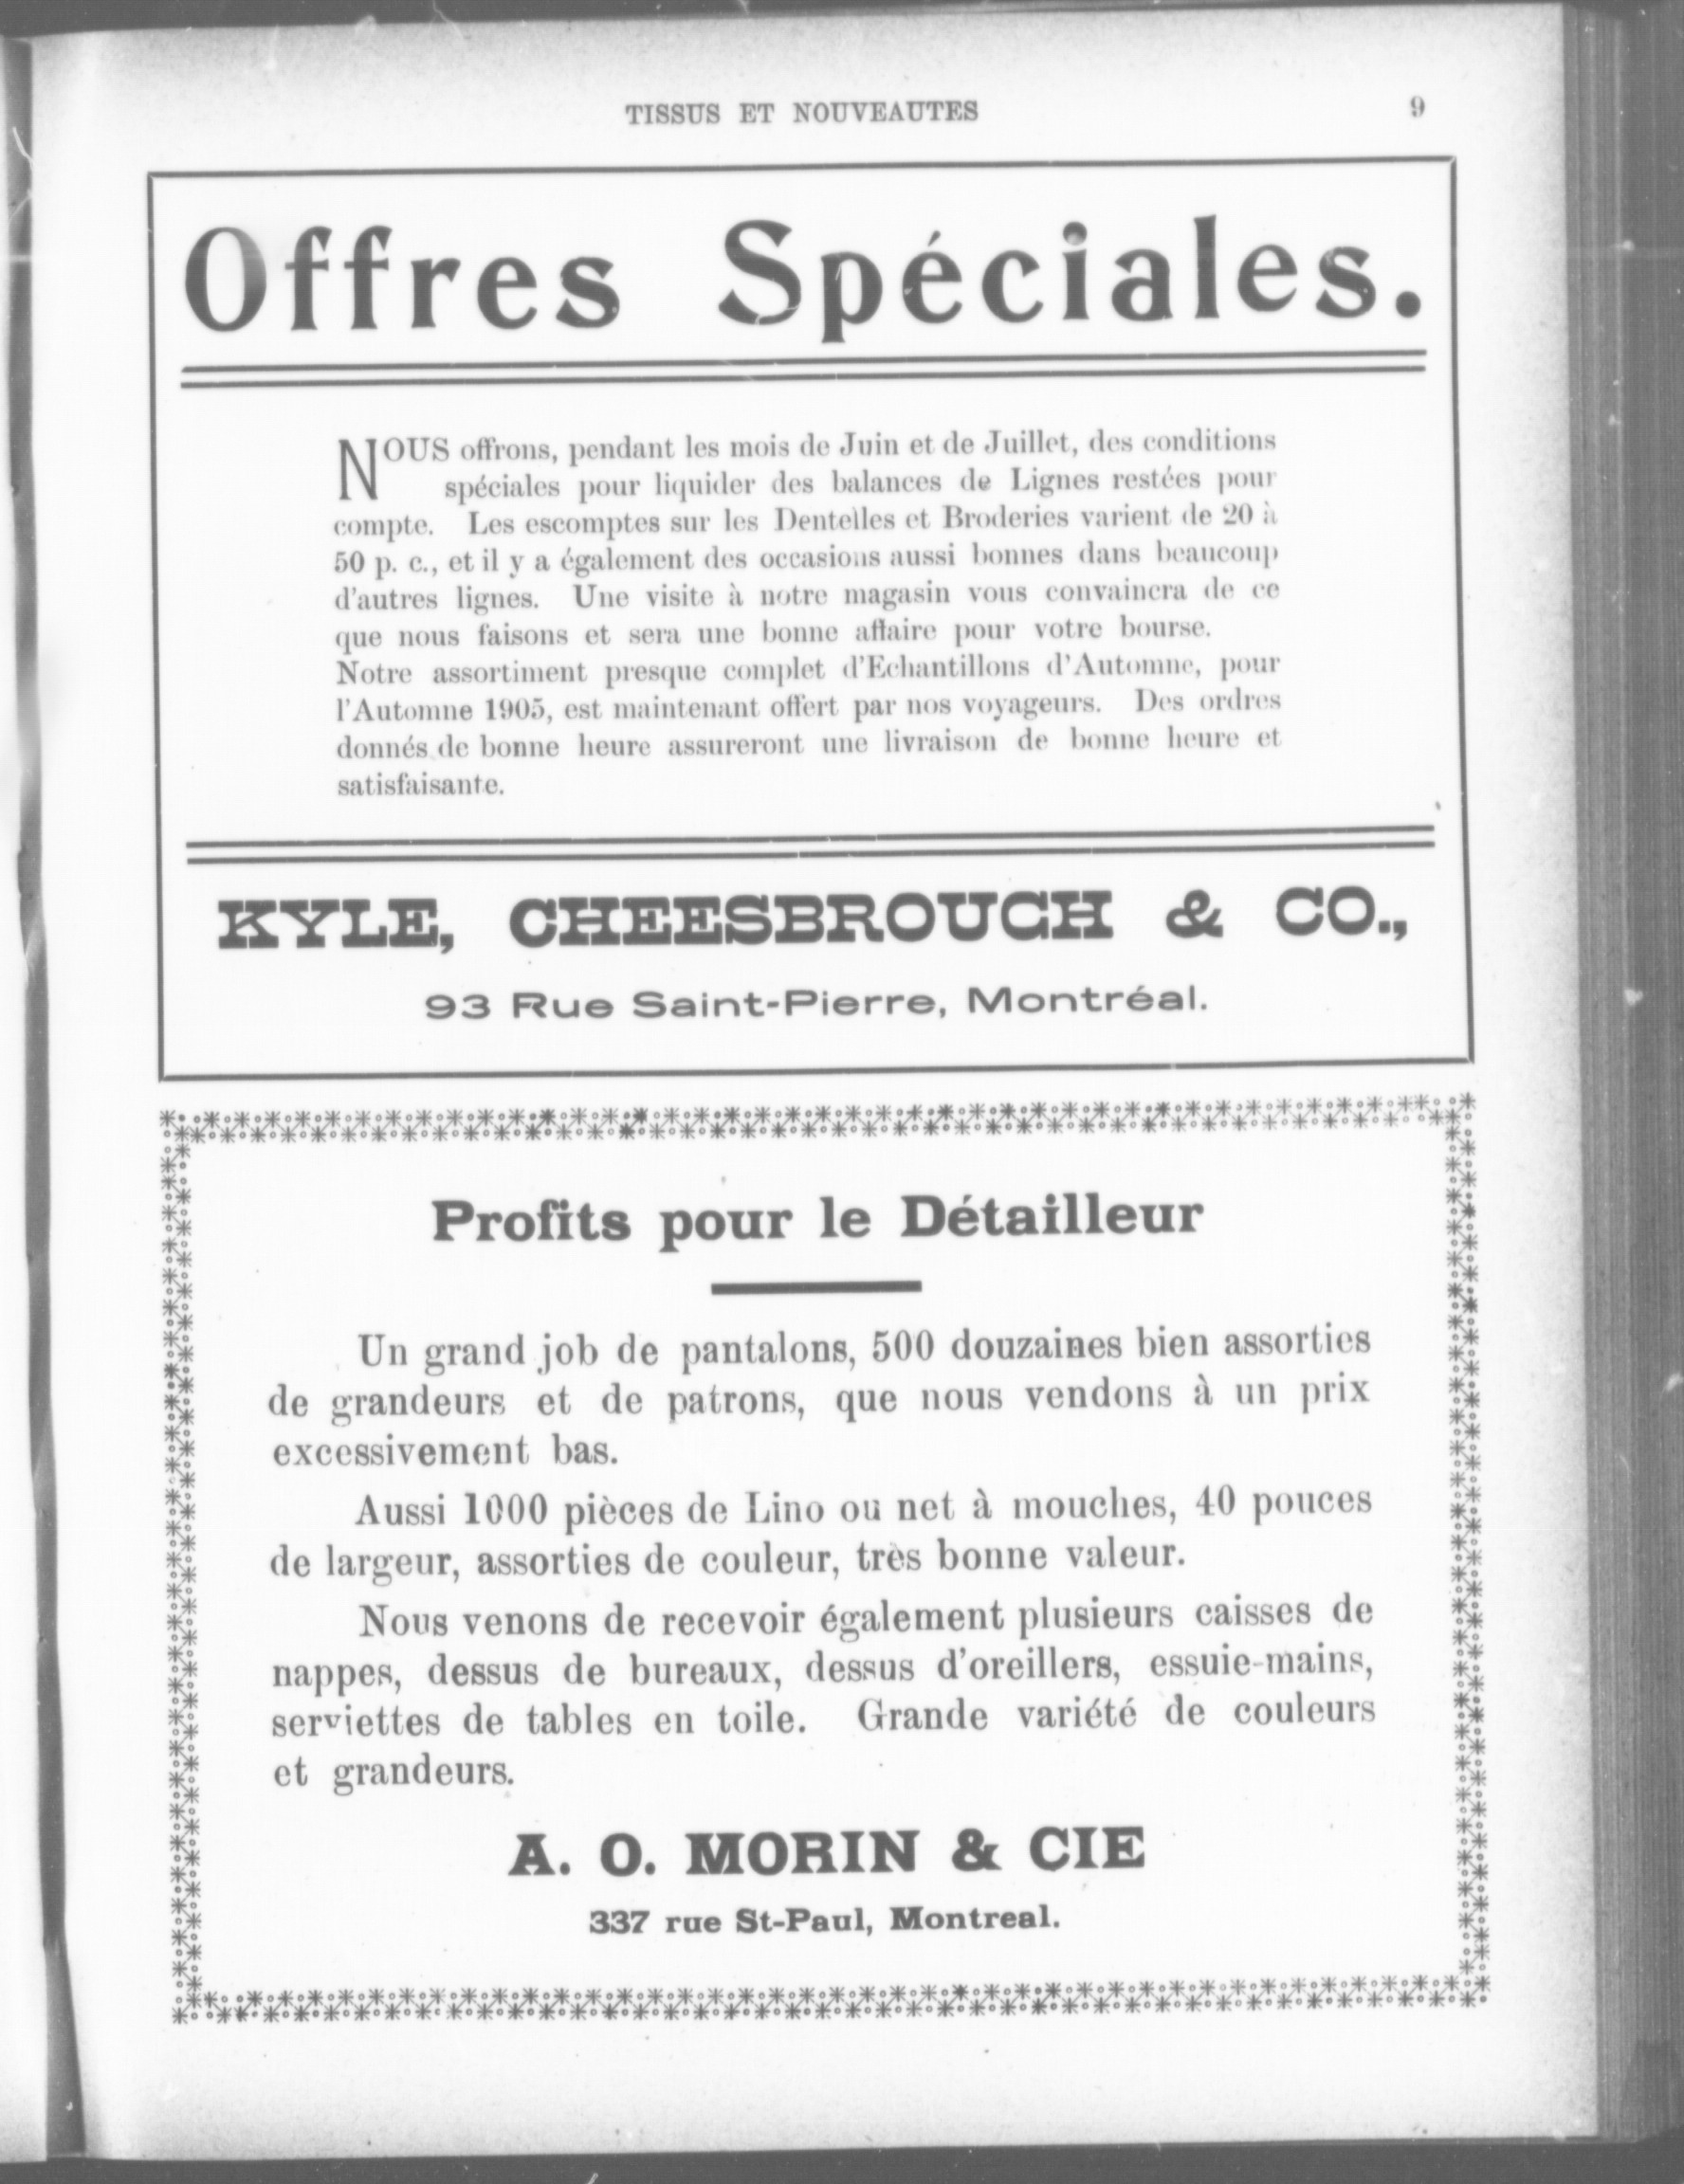 TISSUS ET NOUVEAUTES 9
Offres Spéciales.
NOUS offrons, pendant les mois de Juin et de Juillet, des conditions
spéciales pour liquider des balances de Lignes restées pour
compte. Les escomptes sur les Dentelles et Broderies varient de 20 à
50 p. c., et il y a également des occasions aussi bonnes dans beaucoup
d'autres lignes. Une visite à notre magasin vous convaincra de ce
que nous faisons et sera une bonne affaire pour votre bourse.
Notre assortiment presque complet d'Echantillons d'Automne, pour
l'Automne 1905, est maintenant offert par nos voyageurs. Des ordres
donnés de bonne heure assureront une livraison de bonne heure et
satisfaisante.
KYLE, CHEESBROUGH & CO.,
93 Rue Saint-Pierre, Montréal.
Profits pour le Détailleur
Un grand job de pantalons, 500 douzaines bien assorties
de grandeurs et de patrons, que nous vendons à un prix
excessivement bas.
Aussi 1000 pièces de Lino ou net à mouches, 40 pouces
de largeur, assorties de couleur, très bonne valeur.
Nous venons de recevoir également plusieurs caisses de
nappes, dessus de bureaux, dessus d'oreillers, essuie-mains,
serviettes de tables en toile. Grande variété de couleurs
et grandeurs.
A. O. MORIN & CIE
337 rue St-Paul, Montreal.